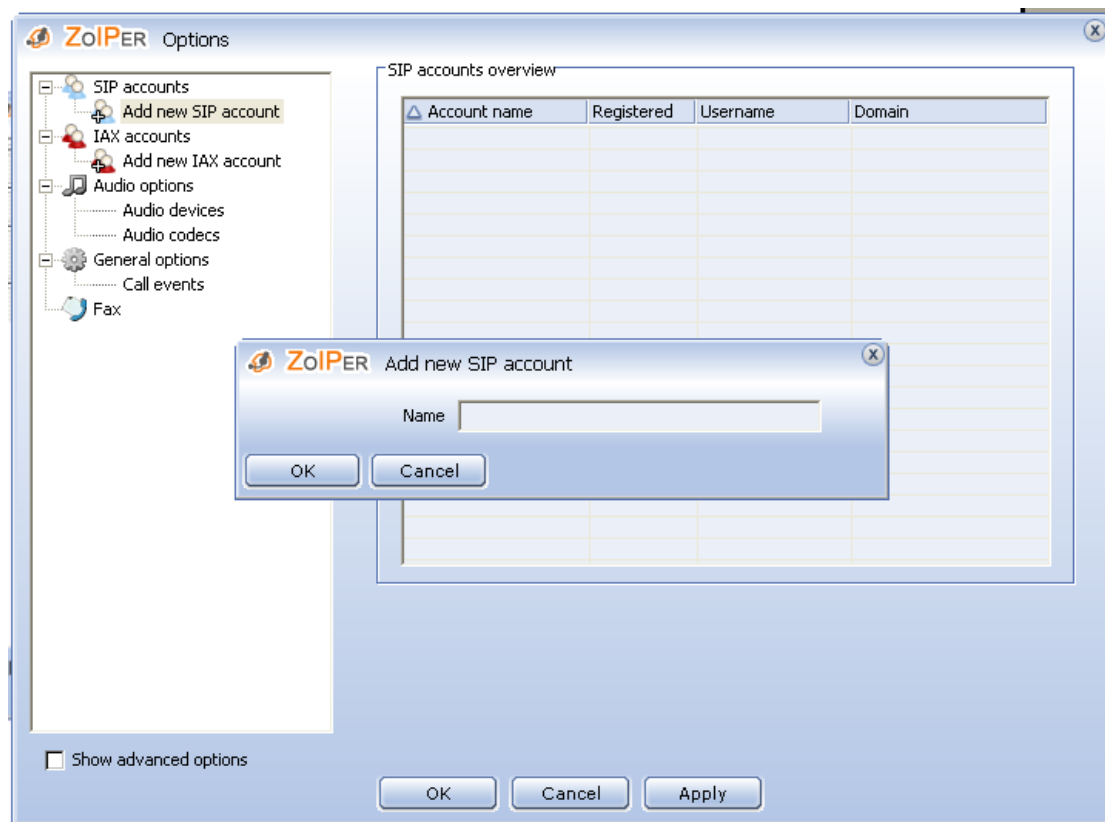 ZoIPER Options
SIP accounts
Add new SIP account
IAX accounts
Add new IAX account
Audio options
Audio devices
Audio codecs
General options
Call events
Fax
SIP accounts overview
Account name Registered Username Domain
ZoIPER Add new SIP account
Name
OK Cancel
Show advanced options
OK Cancel Apply